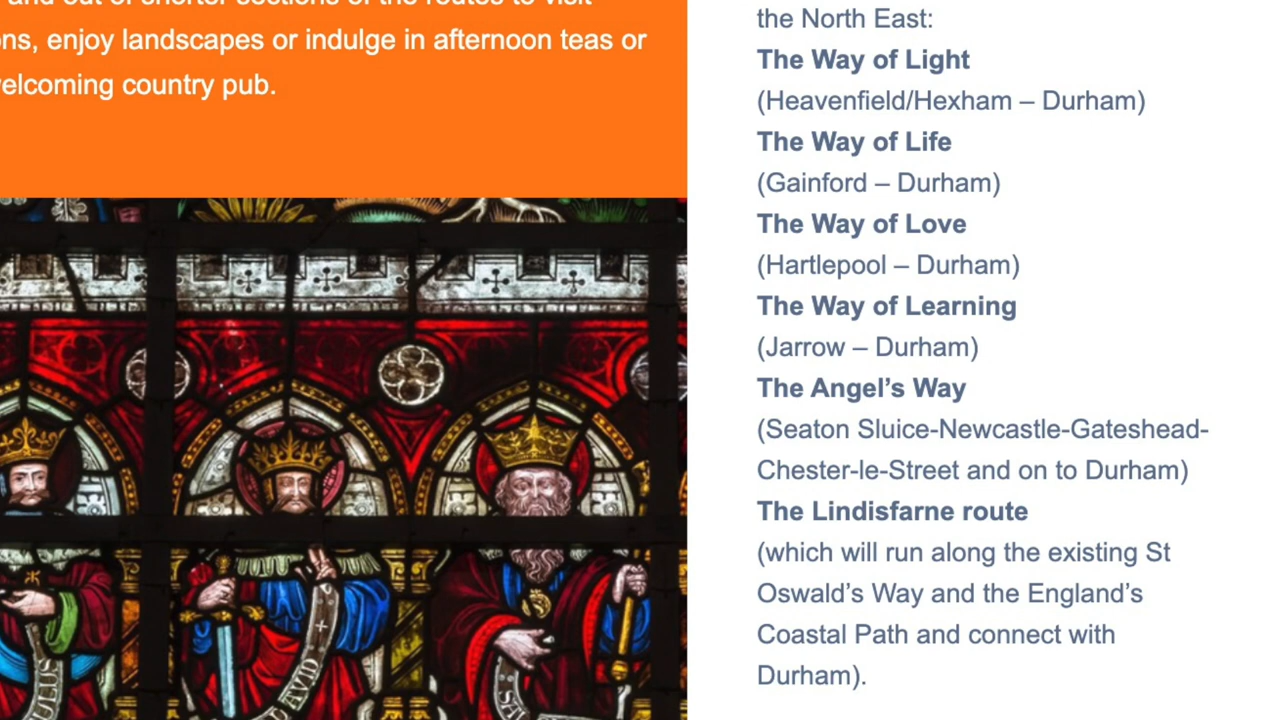 ons, enjoy landscapes or indulge in afternoon teas or
elcoming country pub.
the North East:
The Way of Light
(Heavenfield/Hexham – Durham)
The Way of Life
(Gainford – Durham)
The Way of Love
(Hartlepool – Durham)
The Way of Learning
(Jarrow – Durham)
The Angel’s Way
(Seaton Sluice-Newcastle-Gateshead-
Chester-le-Street and on to Durham)
The Lindisfarne route
(which will run along the existing St
Oswald’s Way and the England’s
Coastal Path and connect with
Durham).
ULUS
DAVID